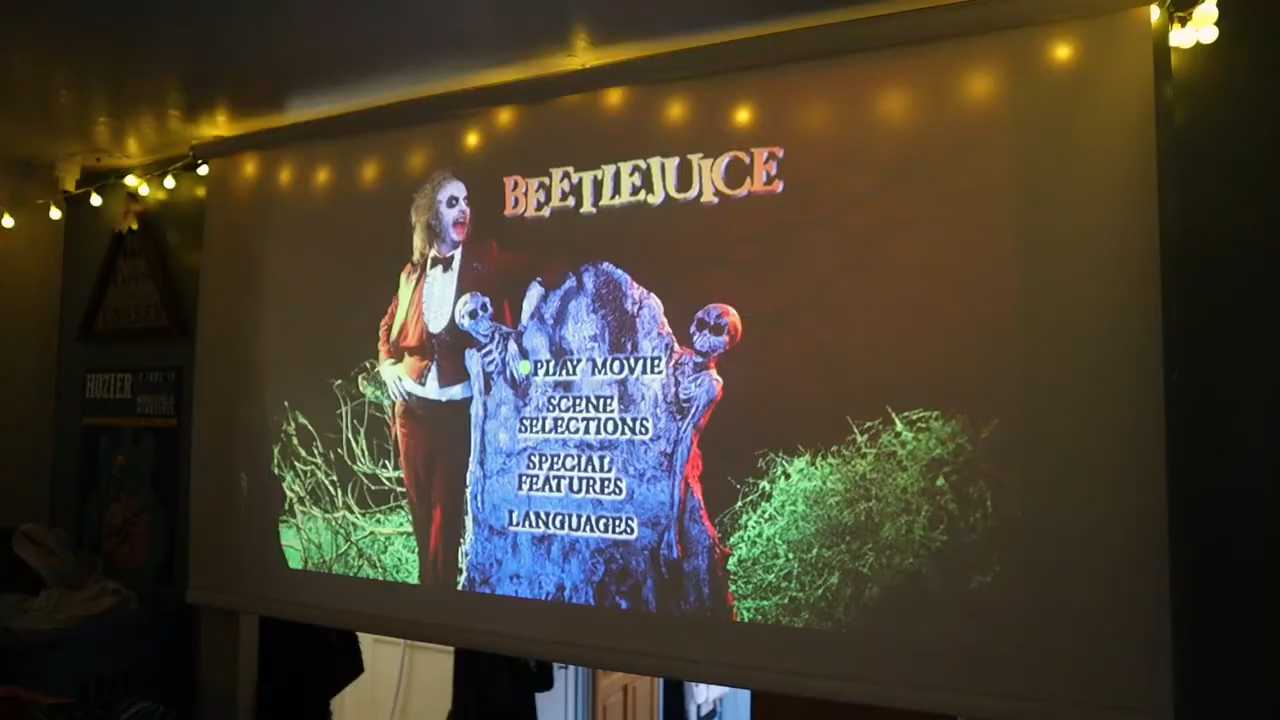 BEETLEJUICE
PLAY MOVIE
SCENE
SELECTIONS
SPECIAL
FEATURES
LANGUAGES
HOZIER